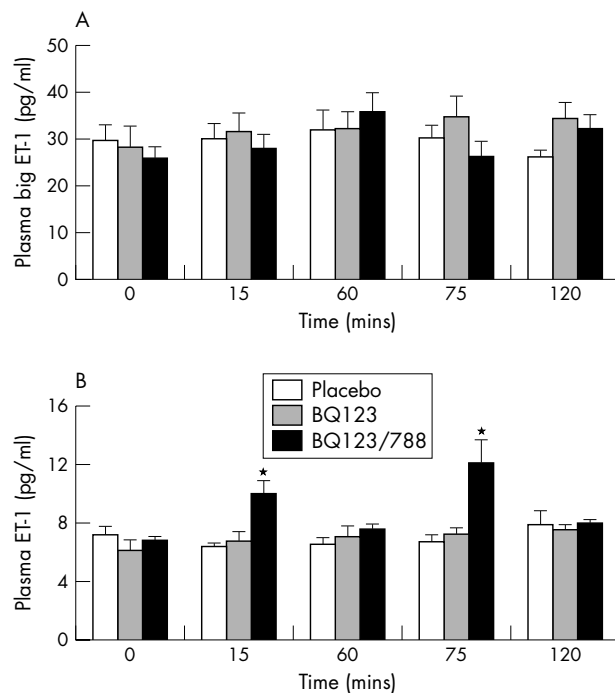 A
50
40
30
20
10
0
Plasma big ET-1 (pg/ml)
0 15 60 75 120
Time (mins)
B
Placebo
BQ123
BQ123/788
16
12
8
4
0
Plasma ET-1 (pg/ml)
★ ★
0 15 60 75 120
Time (mins)